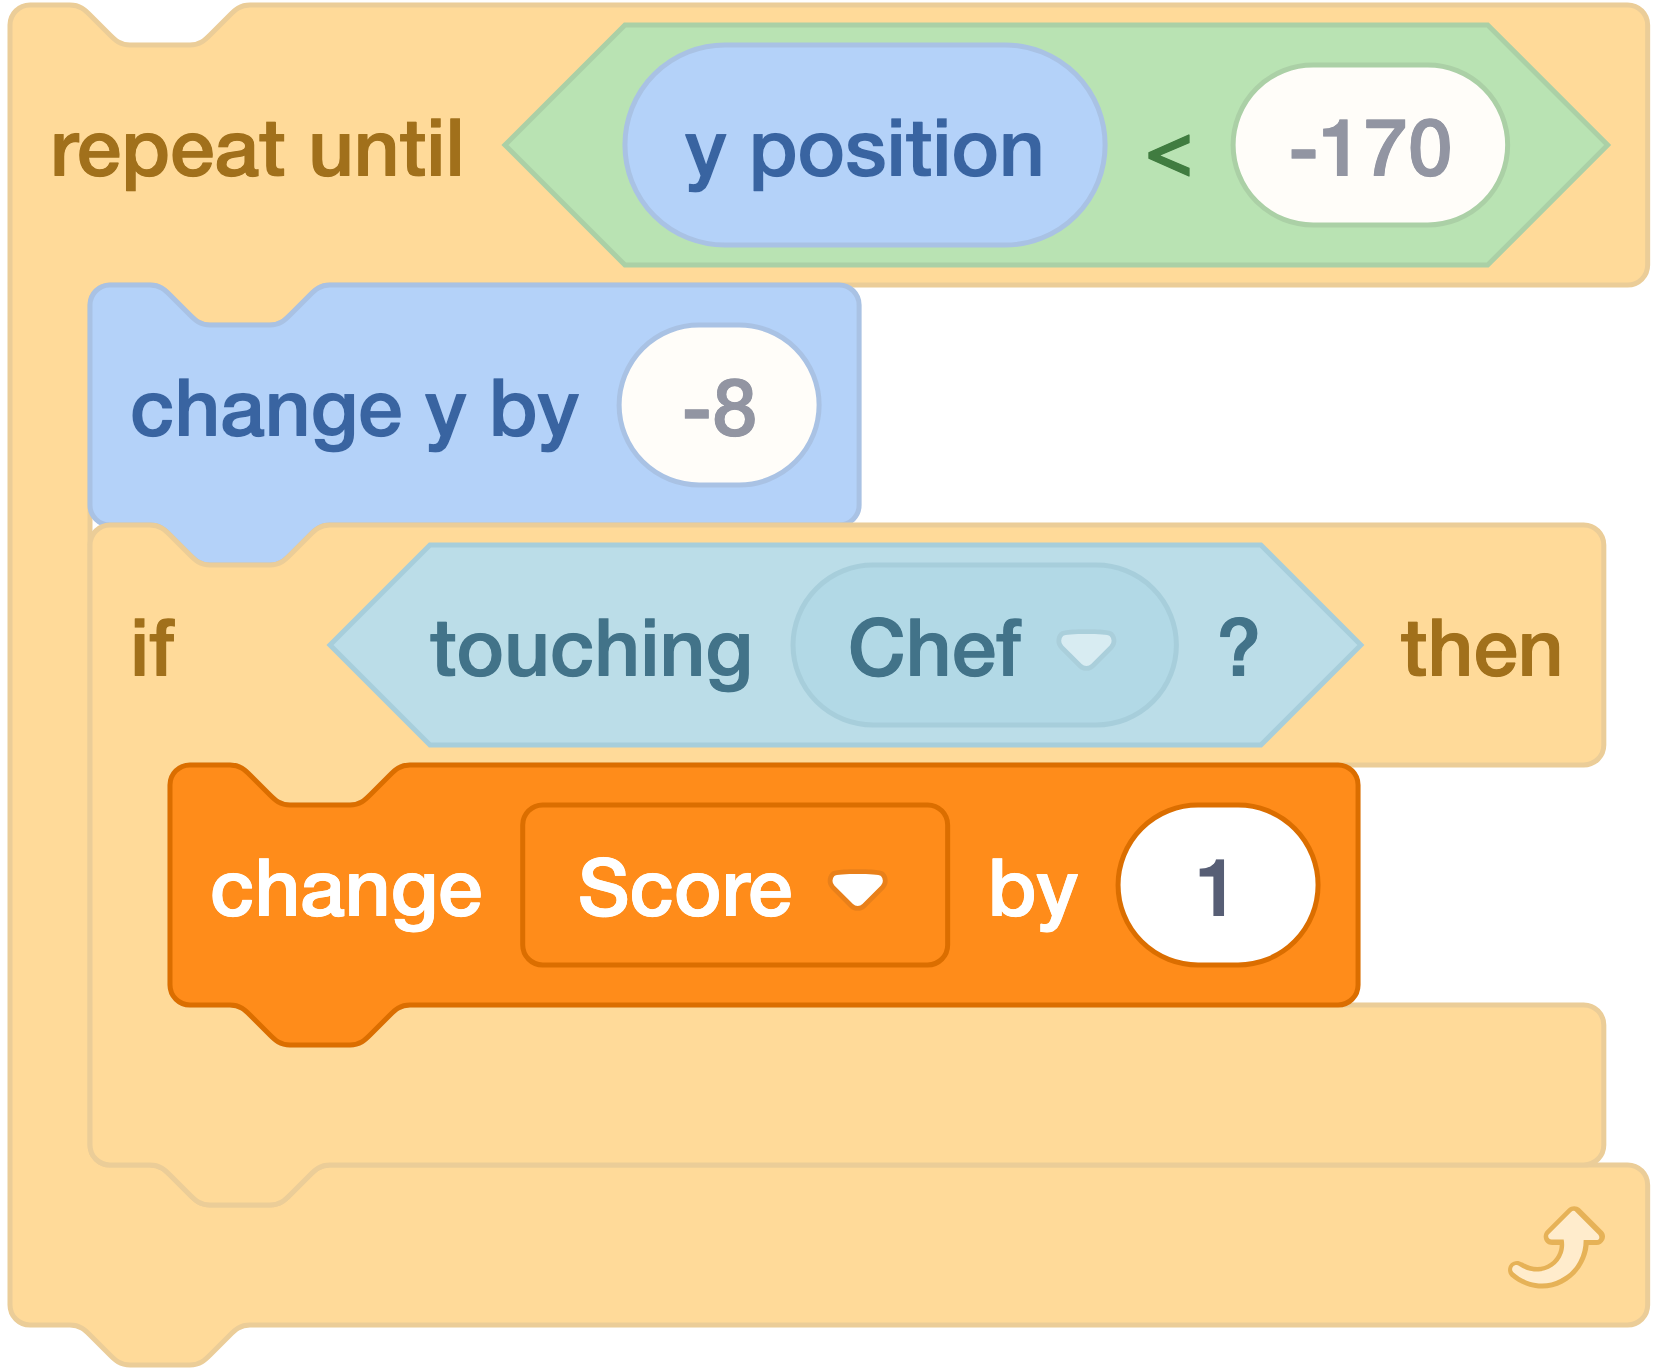 repeat until y position < -170
change y by -8
if touching Chef ? then
change Score by 1